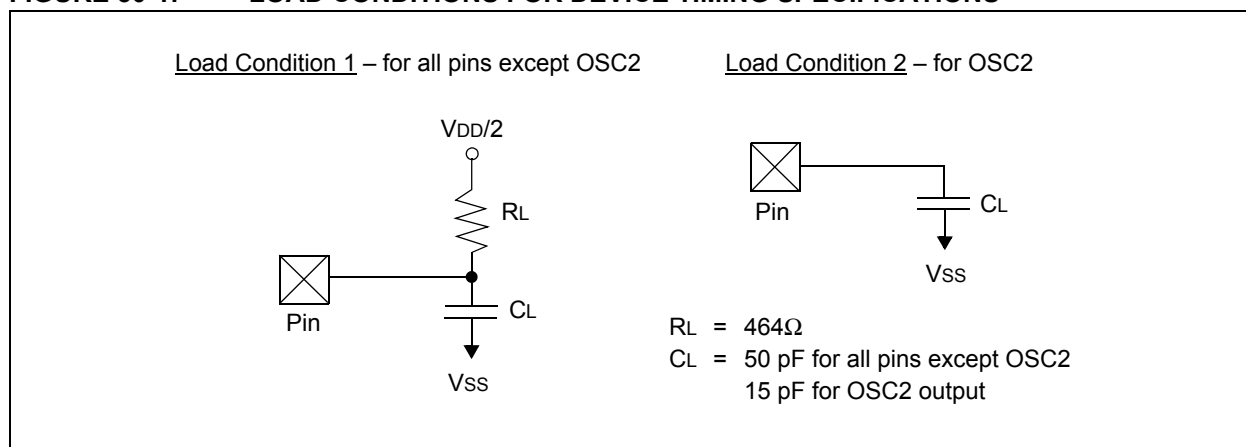 Load Condition 1 – for all pins except OSC2
Load Condition 2 – for OSC2
VDD/2
RL
Pin
CL
VSS
Pin
CL
VSS
RL = 464Ω
CL = 50 pF for all pins except OSC2
15 pF for OSC2 output